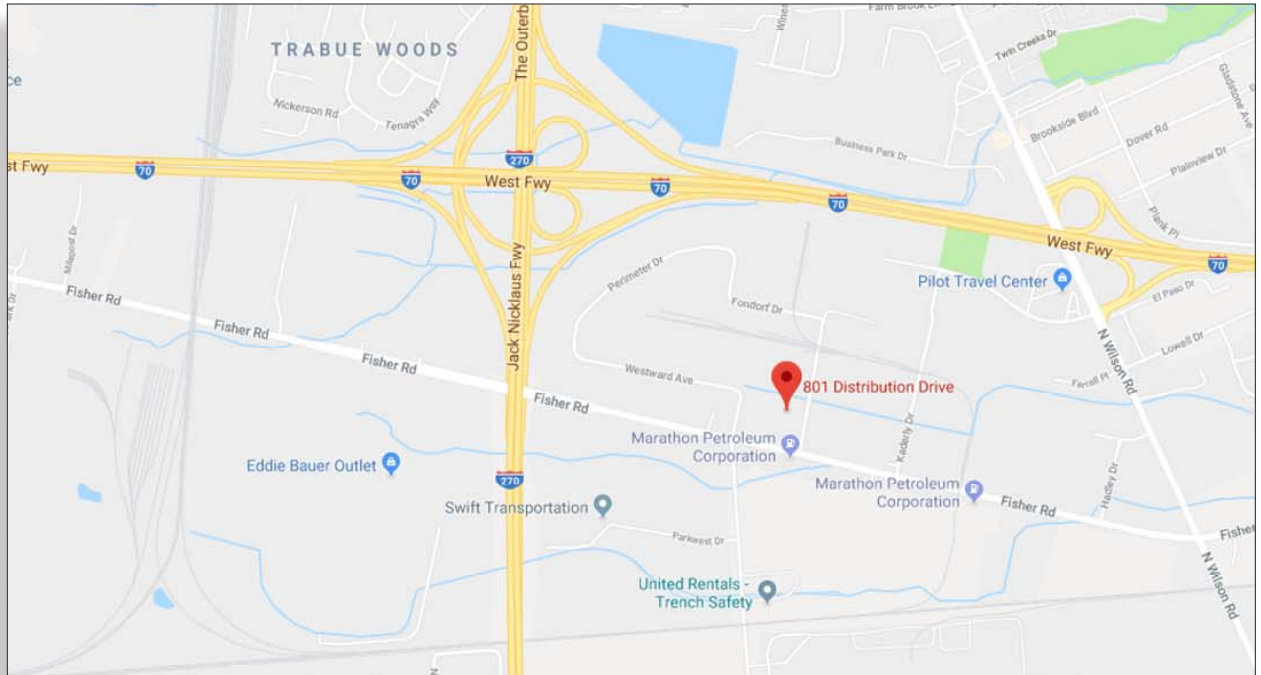 Farm Brook
TRABUE WOODS
The Outerb
Wines
Twin Creeks Dr
Gladstone Ave
ce
Nickerson Rd
Tenagra Way
Brookside Blvd
Dover Rd
Business Park Dr
Plainview Dr
270
st Fwy
70
70
West Fwy
70
70
Plank Pl
West Fwy
70
Milepost Dr
Perimeter Dr
Pilot Travel Center
El Paso Dr
Fisher Rd
Jack Nicklaus Fwy
Fondorf Dr
Park Dr
Fisher Rd
N Wilson Rd
Lowell Dr
Fisher Rd
Westward Ave
Ferrell Pl
801 Distribution Drive
Fisher Rd
Marathon Petroleum
Corporation
Kaderly Dr
Eddie Bauer Outlet
270
Marathon Petroleum
Corporation
Hadley Dr
Swift Transportation
Fisher Rd
Fisher
Parkwest Dr
United Rentals -
Trench Safety
N Wilson Rd
N